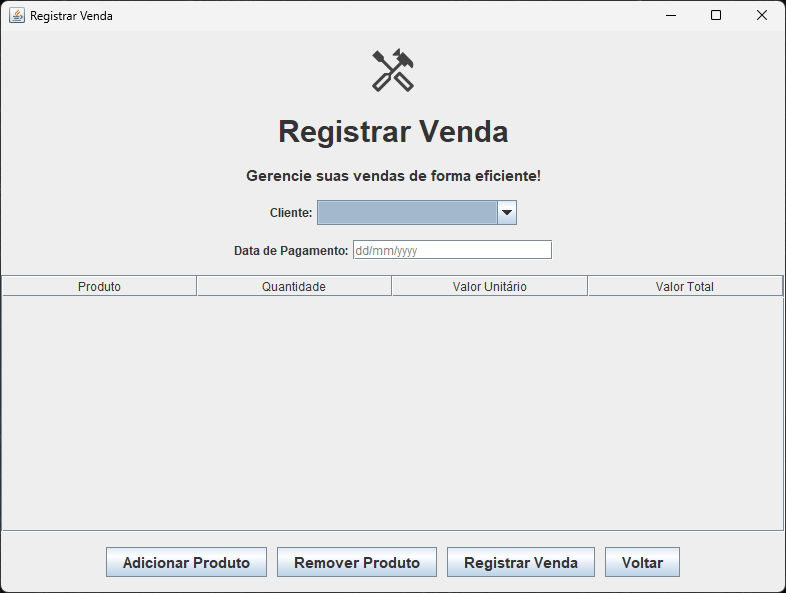 Registrar Venda
Registrar Venda
Gerencie suas vendas de forma eficiente!
Cliente:
Data de Pagamento: dd/mm/yyyy
Produto Quantidade Valor Unitário Valor Total
Adicionar Produto Remover Produto Registrar Venda Voltar